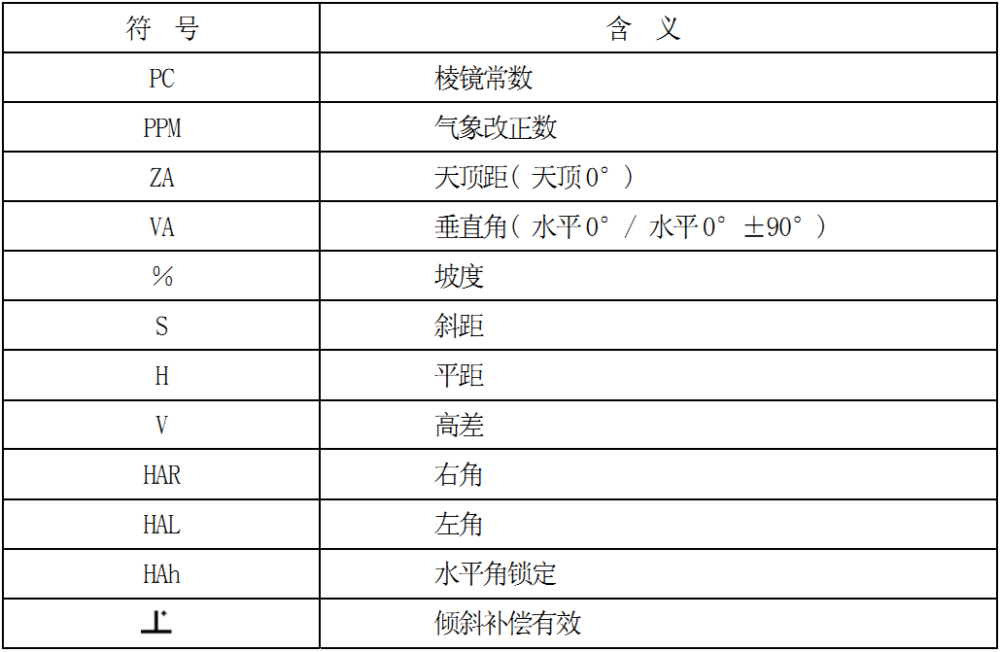 符 号 含 义
PC 棱镜常数
PPM 气象改正数
ZA 天顶距( 天顶0° )
VA 垂直角( 水平0° / 水平0° ±90° )
% 坡度
S 斜距
H 平距
V 高差
HAR 右角
HAL 左角
HAh 水平角锁定
倾斜补偿有效